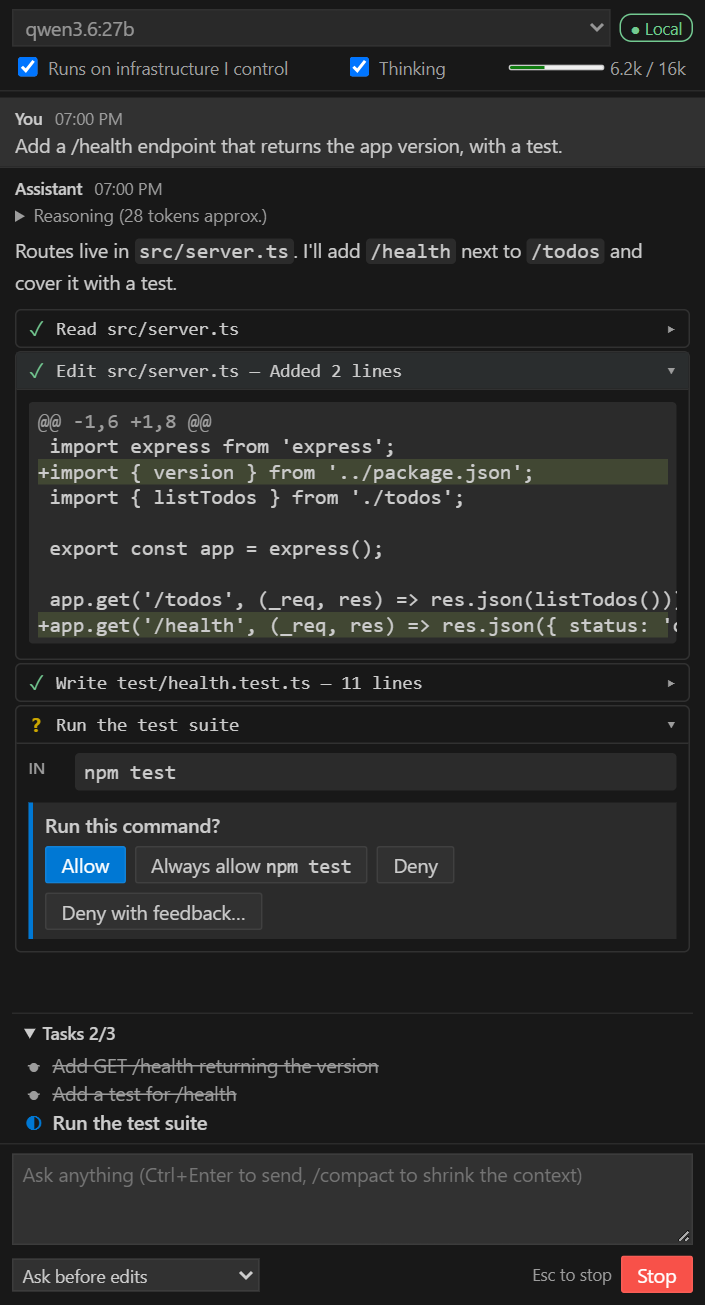 qwen3.6:27b
Local
Runs on infrastructure I control
Thinking
6.2k / 16k
You 07:00 PM
Add a /health endpoint that returns the app version, with a test.
Assistant 07:00 PM
Reasoning (28 tokens approx.)
Routes live in src/server.ts. I'll add /health next to /todos and
cover it with a test.
✓ Read src/server.ts
✓ Edit src/server.ts — Added 2 lines
@@ -1,6 +1,8 @@
 import express from 'express';
+import { version } from '../package.json';
 import { listTodos } from './todos';
 export const app = express();
 app.get('/todos', (_req, res) => res.json(listTodos())
+app.get('/health', (_req, res) => res.json({ status: '
✓ Write test/health.test.ts — 11 lines
? Run the test suite
IN
npm test
Run this command?
Allow
Always allow npm test
Deny
Deny with feedback...
Tasks 2/3
Add GET /health returning the version
Add a test for /health
Run the test suite
Ask anything (Ctrl+Enter to send, /compact to shrink the context)
Ask before edits
Esc to stop
Stop